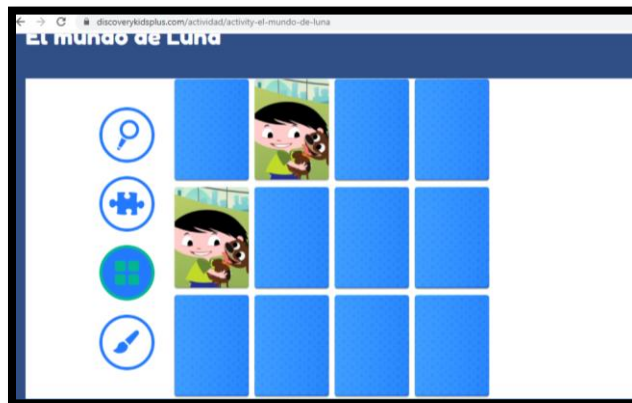 discoverykidsplus.com/actividad/activity-el-mundo-de-luna
El mundo de Luna